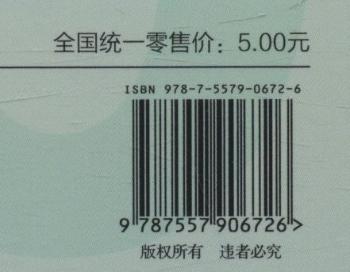 全国统一零售价：5.00元
ISBN 978-7-5579-0672-6
9 787557 906726 >
版权所有 违者必究